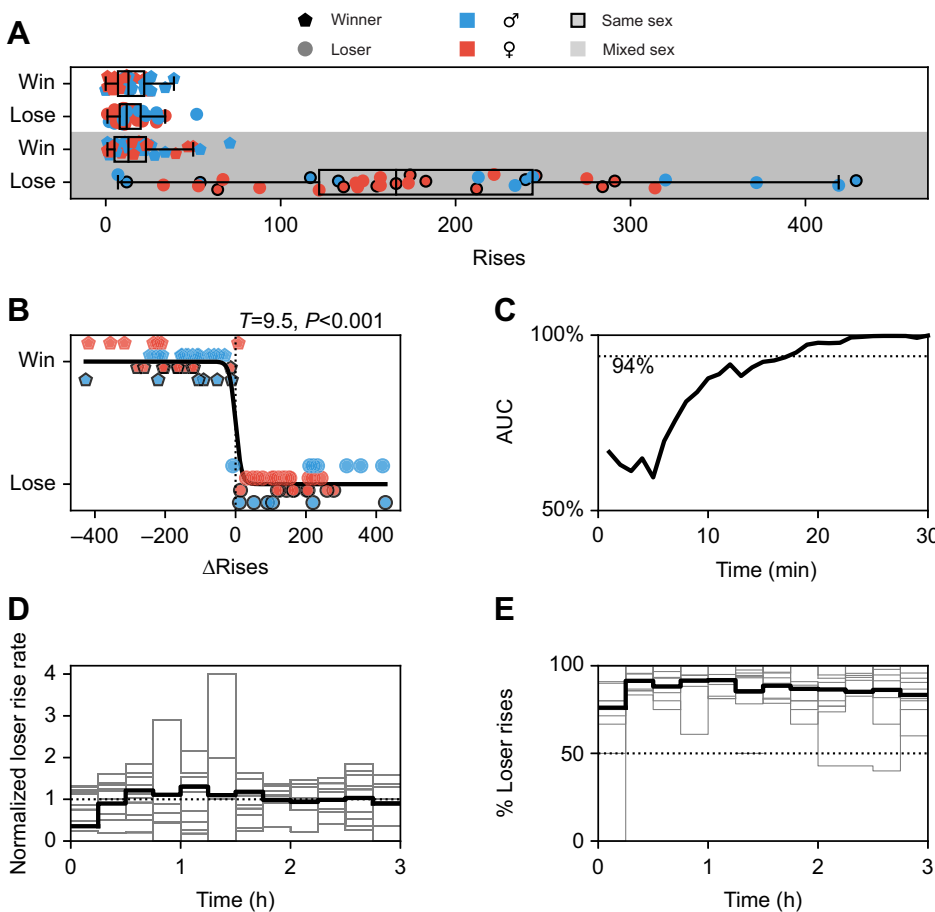 Winner ♂ Same sex
A Loser ♀ Mixed sex
Win
Lose
Win
Lose
0 100 200 300 400
Rises
B C
T=9.5, P<0.001
Win
Lose
–400 –200 0 200 400
ΔRises
100%
94%
AUC
50%
0 10 20 30
Time (min)
D E
Normalized loser rise rate
4
3
2
1
0
0 1 2 3
Time (h)
% Loser rises
100
50
0
0 1 2 3
Time (h)